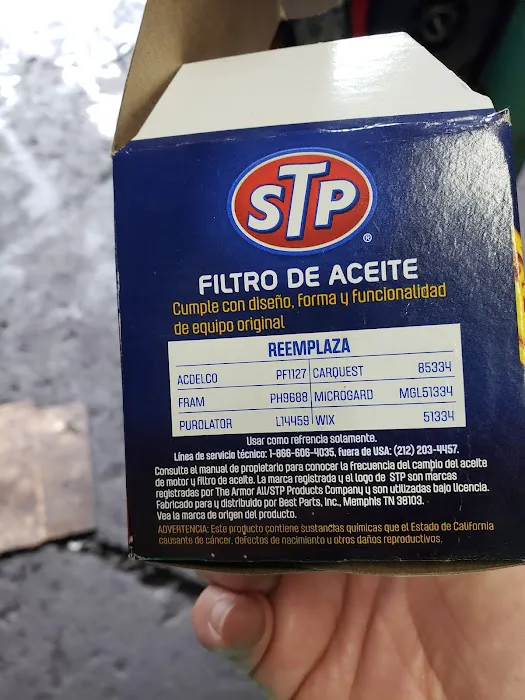 STP
®
FILTRO DE ACEITE
Cumple con diseño, forma y funcionalidad
de equipo original
REEMPLAZA
ACDELCO PF1127 CARQUEST 85334
FRAM PH9688 MICROGARD MGL51334
PUROLATOR L14459 WIX 51334
Usar como refrencia solamente.
Línea de servicio técnico: 1-866-606-4035, fuera de USA: (212) 203-4457.
Consulte el manual de propietario para conocer la frecuencia del cambio del aceite
de motor y filtro de aceite. La marca registrada y el logo de STP son marcas
registradas por The Armor All/STP Products Company y son utilizadas bajo licencia.
Fabricado para y distribuido por Best Parts, Inc., Memphis TN 38103.
Vea la marca de origen del producto.
ADVERTENCIA: Este producto contiene sustancias químicas que el Estado de California
causante de cáncer, defectos de nacimiento u otros daños reproductivos.